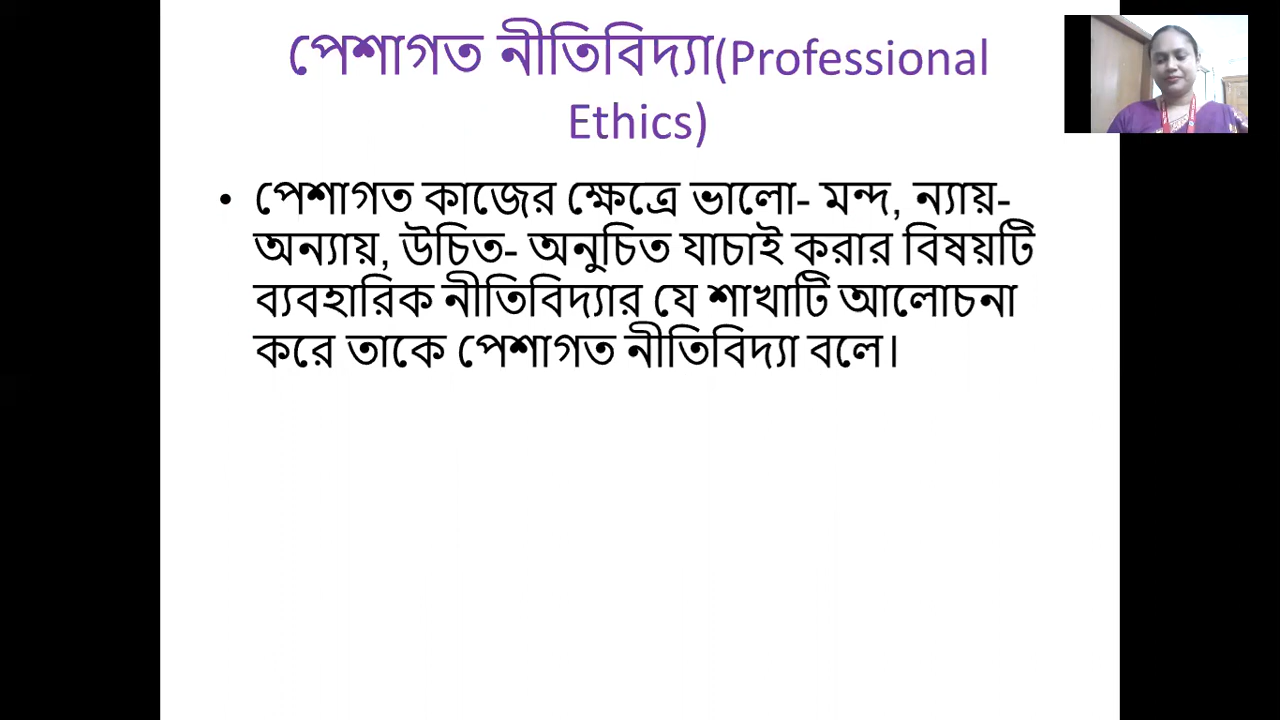 পেশাগত নীতিবিদ্যা(Professional
Ethics)
• পেশাগত কাজের ক্ষেত্রে ভালো- মন্দ, ন্যায়-
অন্যায়, উচিত- অনুচিত যাচাই করার বিষয়টি
ব্যবহারিক নীতিবিদ্যার যে শাখাটি আলোচনা
করে তাকে পেশাগত নীতিবিদ্যা বলে।